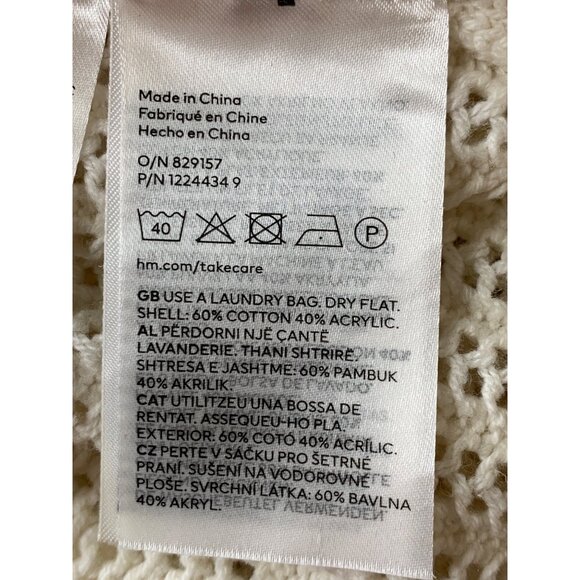 Made in China
Fabriqué en Chine
Hecho en China
O/N 829157
P/N 1224434 9
40
P
hm.com/takecare
GB USE A LAUNDRY BAG. DRY FLAT.
SHELL: 60% COTTON 40% ACRYLIC.
AL PËRDORNI NJË ÇANTË
LAVANDERIE. THANI SHTRIRË.
SHTRESA E JASHTME: 60% PAMBUK
40% AKRILIK.
CAT UTILITZEU UNA BOSSA DE
RENTAT. ASSEQUEU-HO PLA.
EXTERIOR: 60% COTÓ 40% ACRÍLIC.
CZ PERTE V SÁČKU PRO ŠETRNÉ
PRANÍ. SUŠENÍ NA VODOROVNÉ
PLOŠE. SVRCHNÍ LÁTKA: 60% BAVLNA
40% AKRYL.